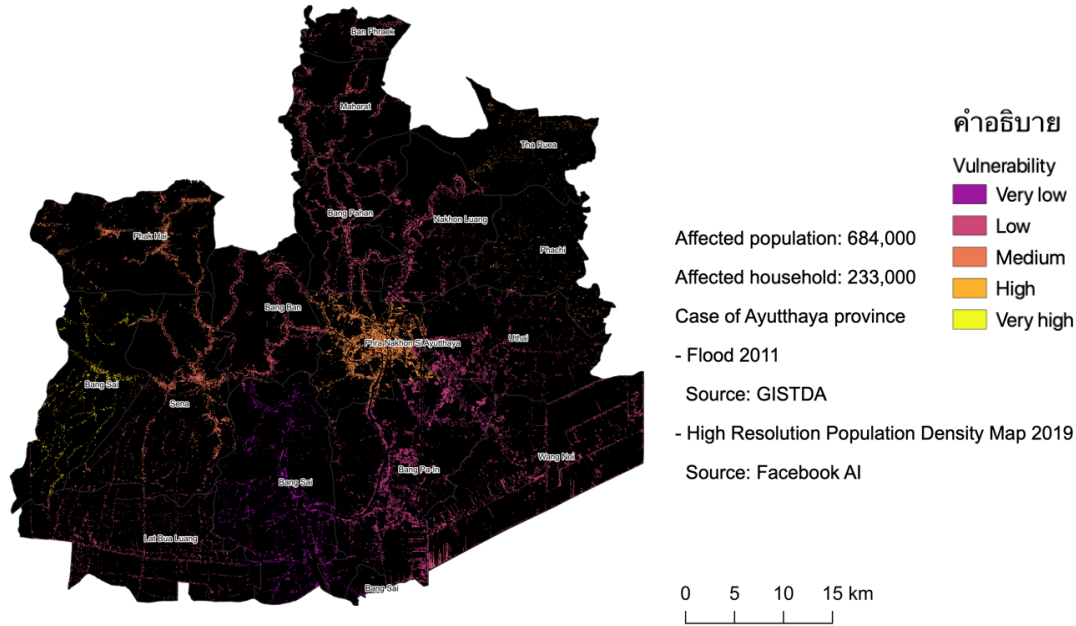 Ban Phraek
Maharat
Tha Ruea
Bang Pahan
Nakhon Luang
Phak Hai
Phachi
Bang Ban
Phra Nakhon Si Ayutthaya
Uthai
Bang Sai
Sena
Wang Noi
Bang Pa-In
Bang Sai
Lat Bua Luang
Bang Sai
คำอธิบาย
Vulnerability
Very low
Low
Medium
High
Very high
Affected population: 684,000
Affected household: 233,000
Case of Ayutthaya province
- Flood 2011
Source: GISTDA
- High Resolution Population Density Map 2019
Source: Facebook AI
0 5 10 15 km